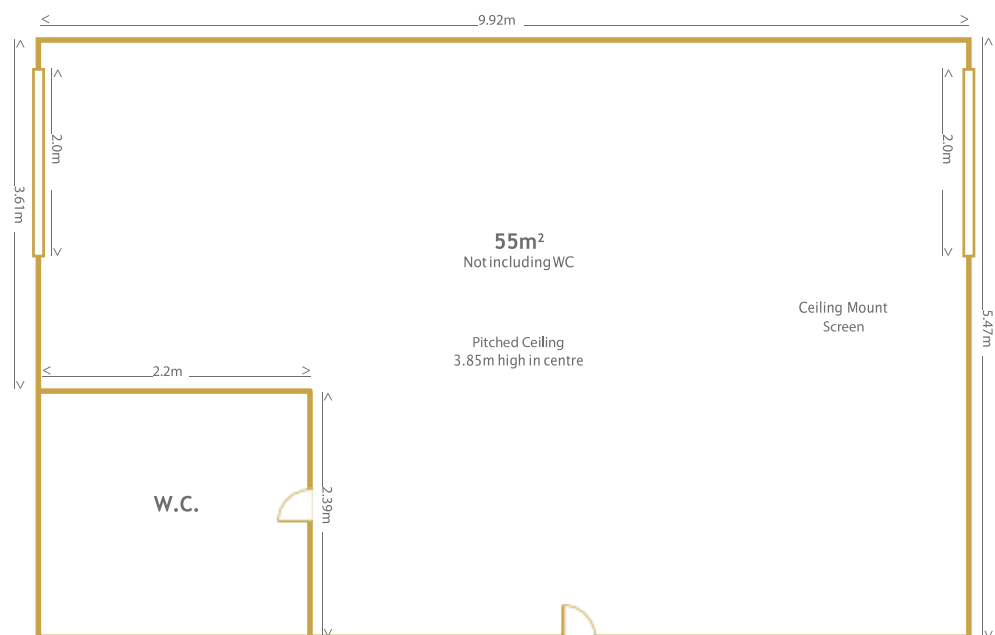 9.92m
2.0m
2.0m
3.61m
55m²
Not including WC
Ceiling Mount
Screen
5.47m
Pitched Ceiling
3.85m high in centre
2.2m
W.C.
2.39m